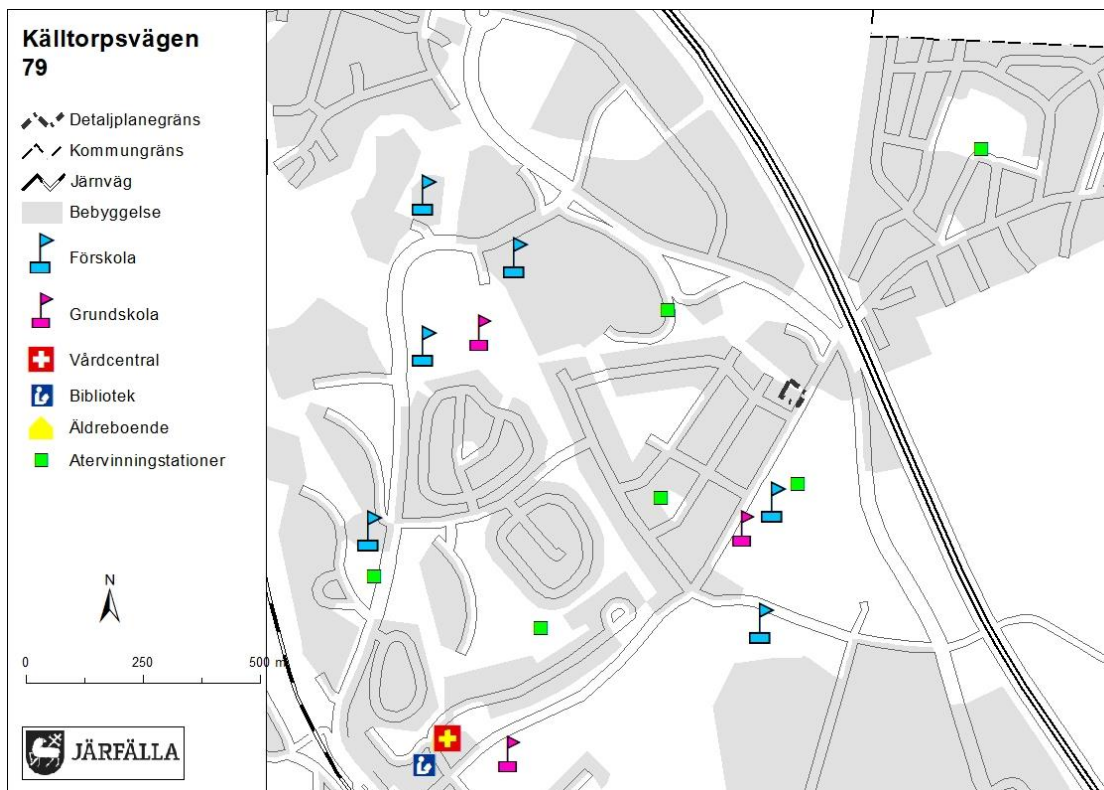 Källtorpsvägen
79
Detaljplanegräns
Kommungräns
Järnväg
Bebyggelse
Förskola
Grundskola
Vårdcentral
Bibliotek
Äldreboende
Atervinningstationer
N
0 250 500 m
JÄRFÄLLA